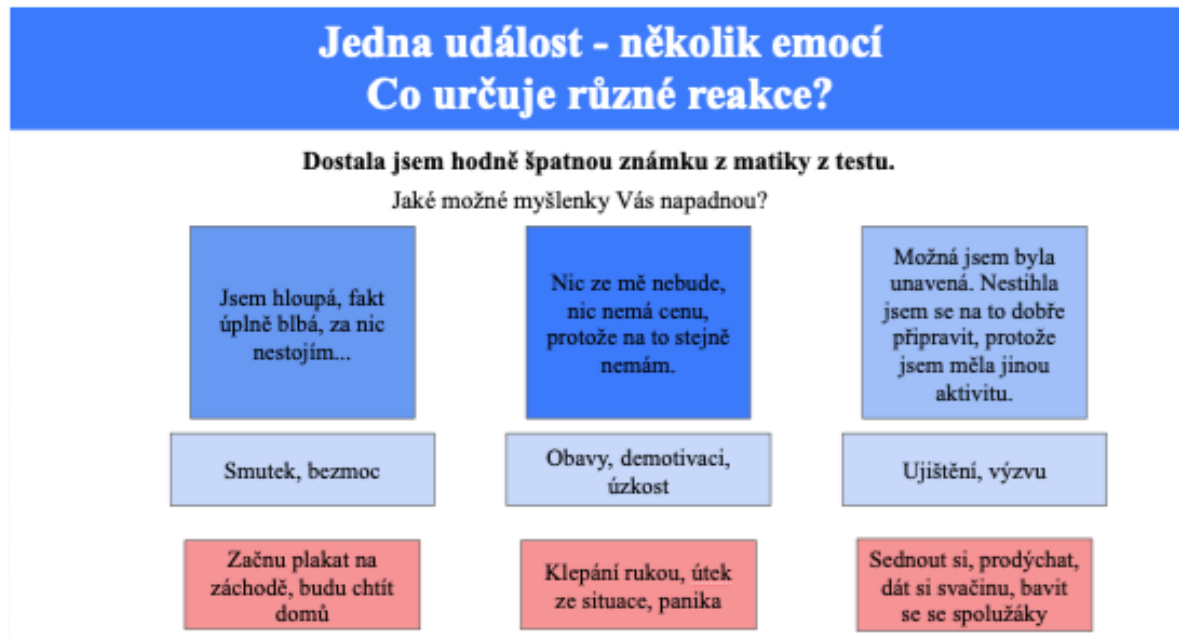 Jedna událost - několik emocí
Co určuje různé reakce?
Dostala jsem hodně špatnou známku z matiky z testu.
Jaké možné myšlenky Vás napadnou?
Jsem hloupá, fakt
úplně blbá, za nic
nestojím...
Nic ze mě nebude,
nic nemá cenu,
protože na to stejně
nemám.
Možná jsem byla
unavená. Nestihla
jsem se na to dobře
připravit, protože
jsem měla jinou
aktivitu.
Smutek, bezmoc
Obavy, demotivaci,
úzkost
Ujištění, výzvu
Začnu plakat na
záchodě, budu chtít
domů
Klepání rukou, útek
ze situace, panika
Sednout si, prodýchat,
dát si svačinu, bavit
se se spolužáky